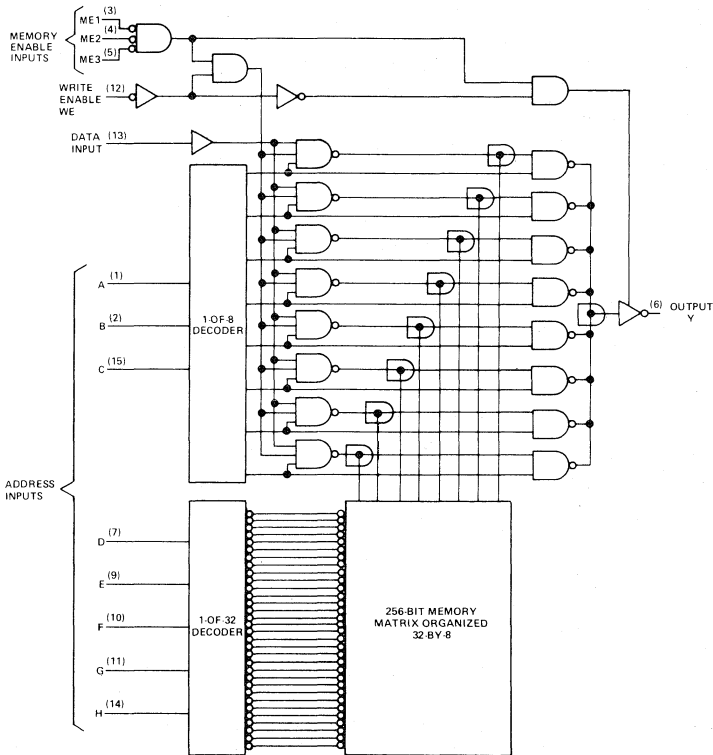 MEMORY
ENABLE
INPUTS
ME1 (3)
ME2 (4)
ME3 (5)
WRITE
ENABLE (12)
WE
DATA (13)
INPUT
ADDRESS
INPUTS
A (1)
B (2)
C (15)
1-OF-8
DECODER
(6) OUTPUT
Y
D (7)
E (9)
F (10)
G (11)
H (14)
1-OF-32
DECODER
256-BIT MEMORY
MATRIX ORGANIZED
32-BY-8